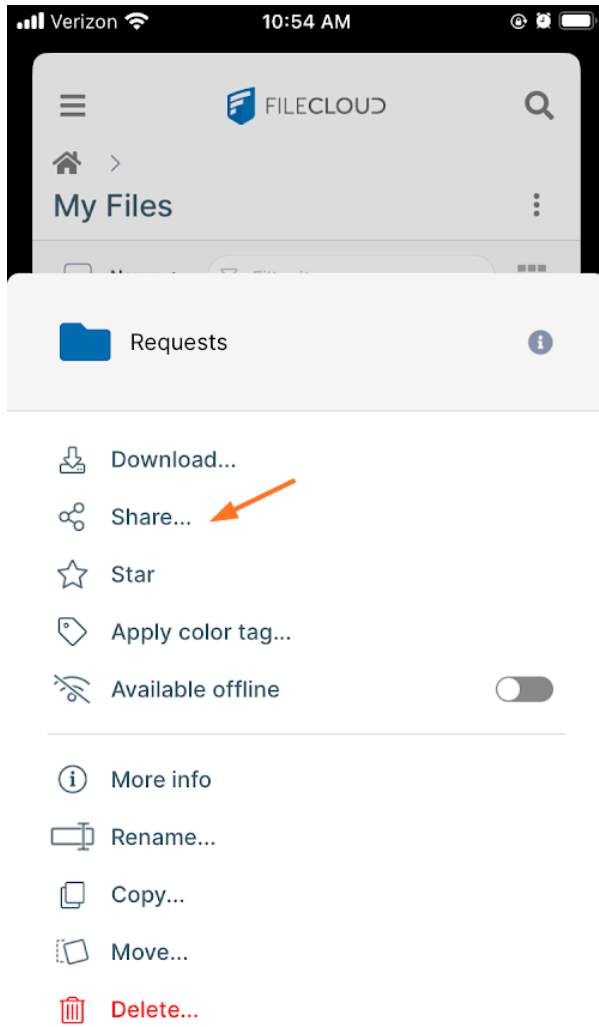 Verizon 10:54 AM
FILECLOUD
My Files
Requests
Download...
Share...
Star
Apply color tag...
Available offline
More info
Rename...
Copy...
Move...
Delete...